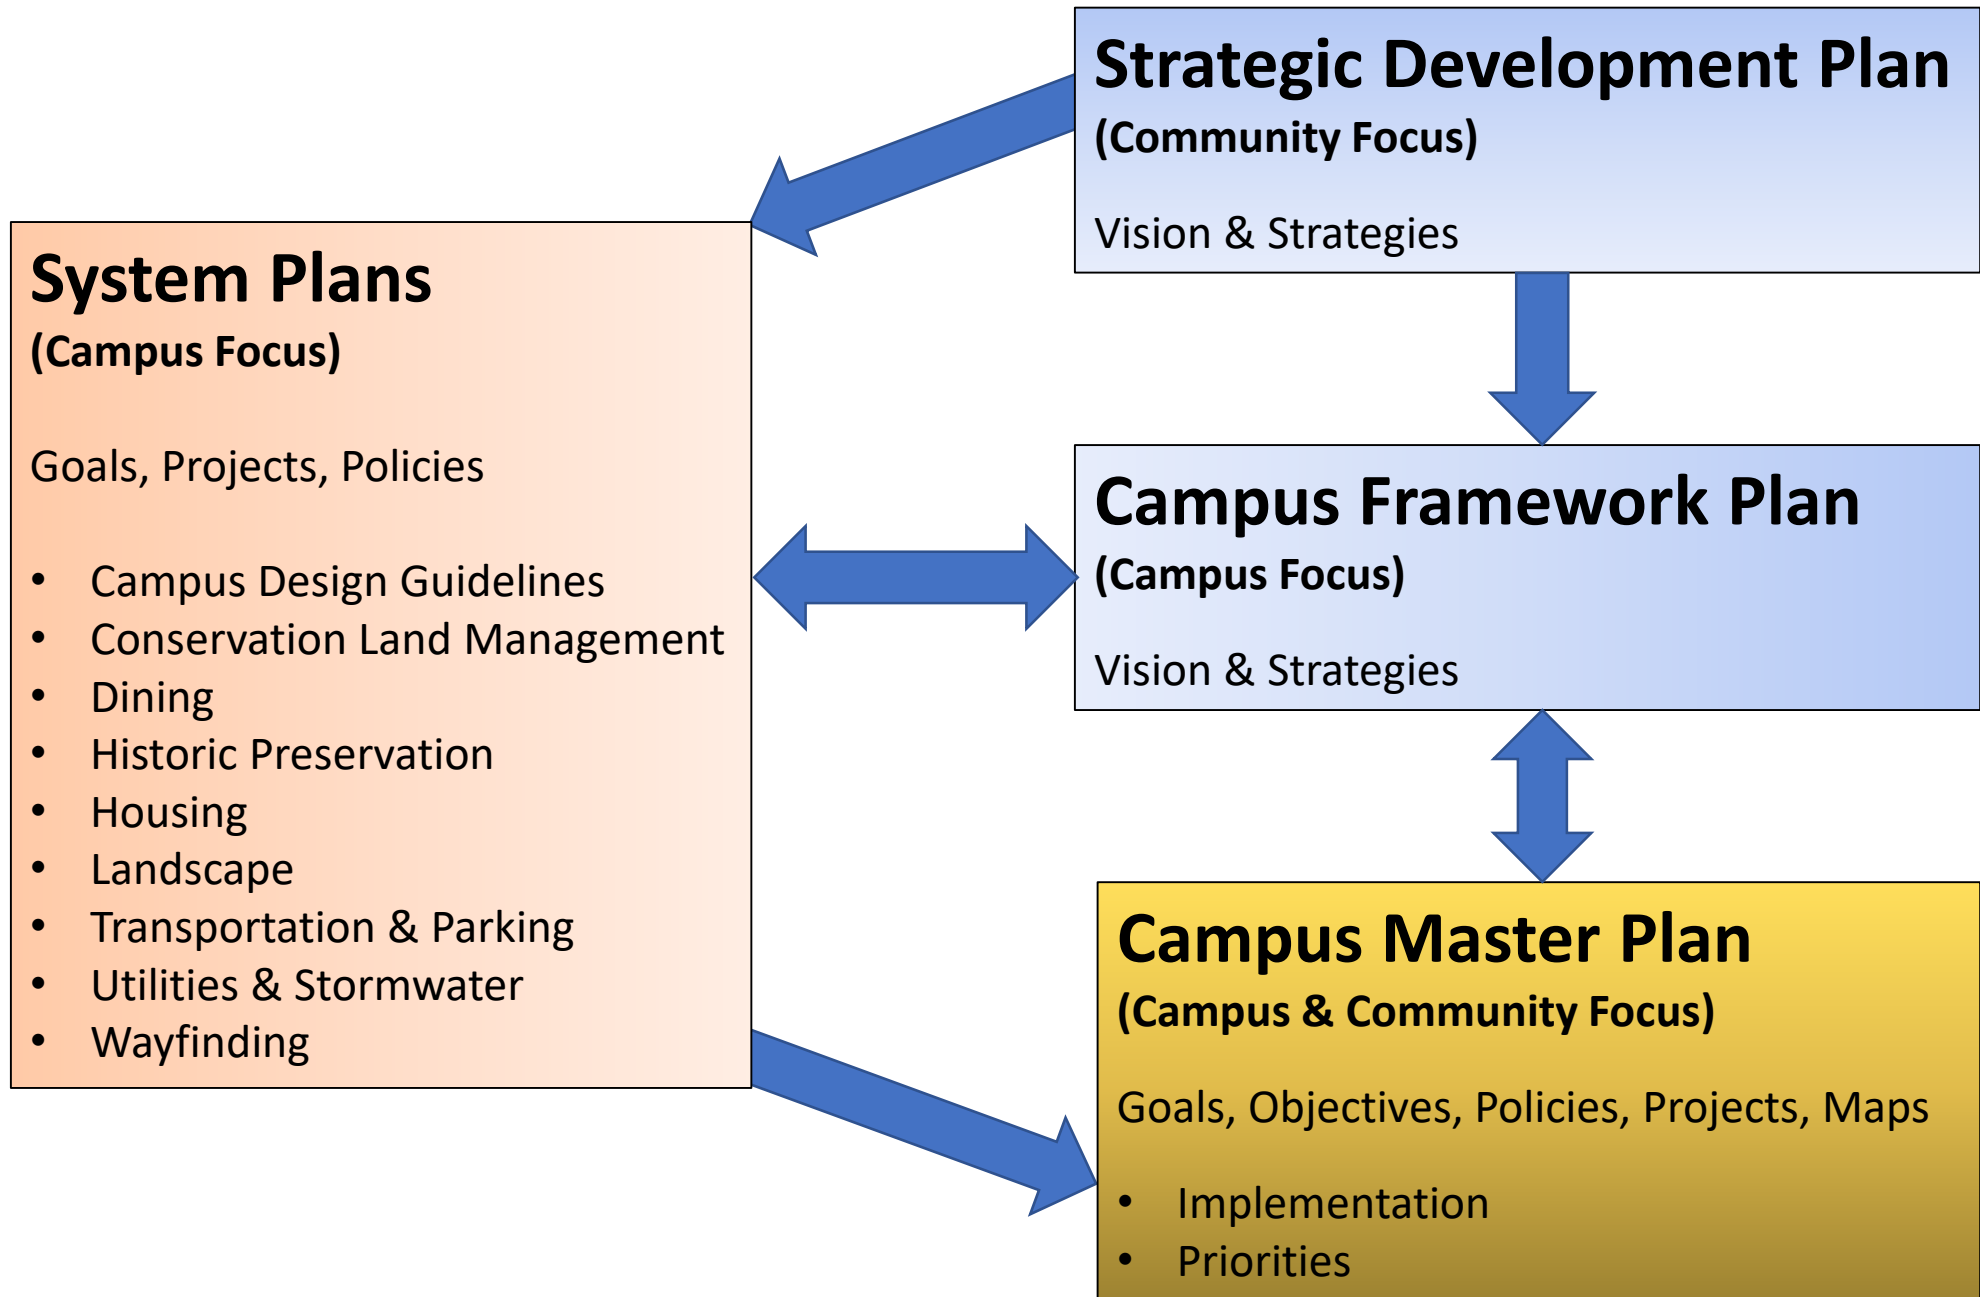 Strategic Development Plan
(Community Focus)
Vision & Strategies
System Plans
(Campus Focus)
Goals, Projects, Policies
• Campus Design Guidelines
• Conservation Land Management
• Dining
• Historic Preservation
• Housing
• Landscape
• Transportation & Parking
• Utilities & Stormwater
• Wayfinding
Campus Framework Plan
(Campus Focus)
Vision & Strategies
Campus Master Plan
(Campus & Community Focus)
Goals, Objectives, Policies, Projects, Maps
• Implementation
• Priorities